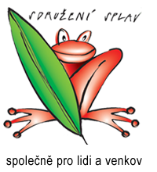 SDRUŽENÍ SPLAV
společně pro lidi a venkov